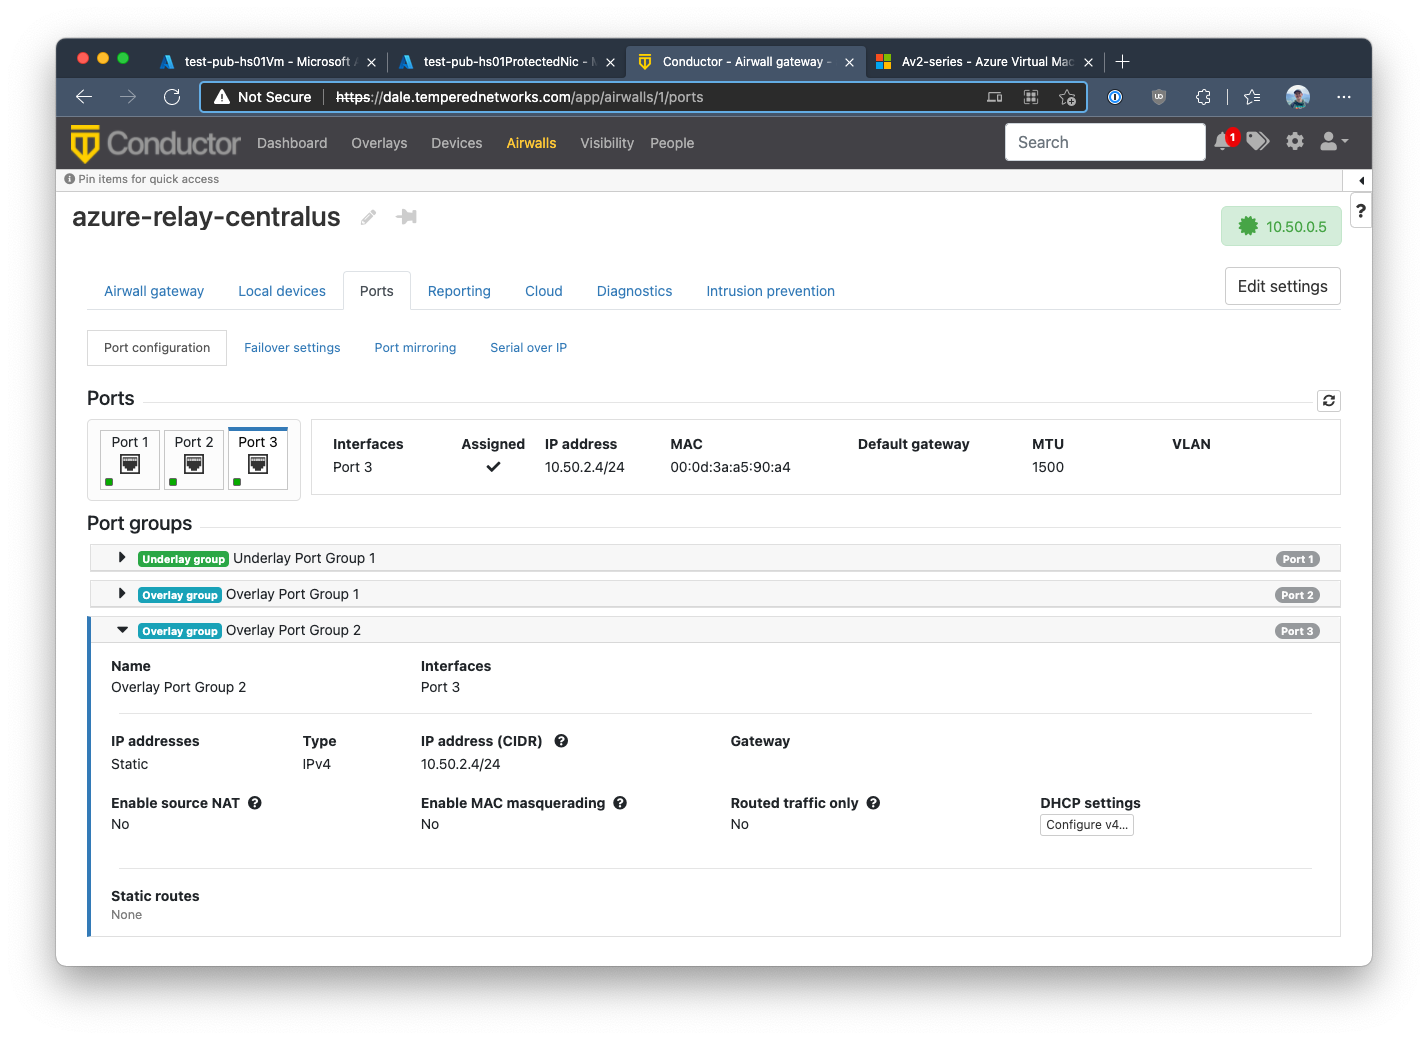 test-pub-hs01Vm - Microsoft
test-pub-hs01ProtectedNic -
Conductor - Airwall gateway -
Av2-series - Azure Virtual Mac
Not Secure
https://dale.temperednetworks.com/app/airwalls/1/ports
Conductor
Dashboard
Overlays
Devices
Airwalls
Visibility
People
Search
1
Pin items for quick access
azure-relay-centralus
10.50.0.5
?
Airwall gateway
Local devices
Ports
Reporting
Cloud
Diagnostics
Intrusion prevention
Edit settings
Port configuration
Failover settings
Port mirroring
Serial over IP
Ports
Port 1
Port 2
Port 3
Interfaces
Assigned
IP address
MAC
Default gateway
MTU
VLAN
Port 3
10.50.2.4/24
00:0d:3a:a5:90:a4
1500
Port groups
Underlay group Underlay Port Group 1
Port 1
Overlay group Overlay Port Group 1
Port 2
Overlay group Overlay Port Group 2
Port 3
Name
Interfaces
Overlay Port Group 2
Port 3
IP addresses
Type
IP address (CIDR) ?
Gateway
Static
IPv4
10.50.2.4/24
Enable source NAT ?
Enable MAC masquerading ?
Routed traffic only ?
DHCP settings
No
No
No
Configure v4...
Static routes
None